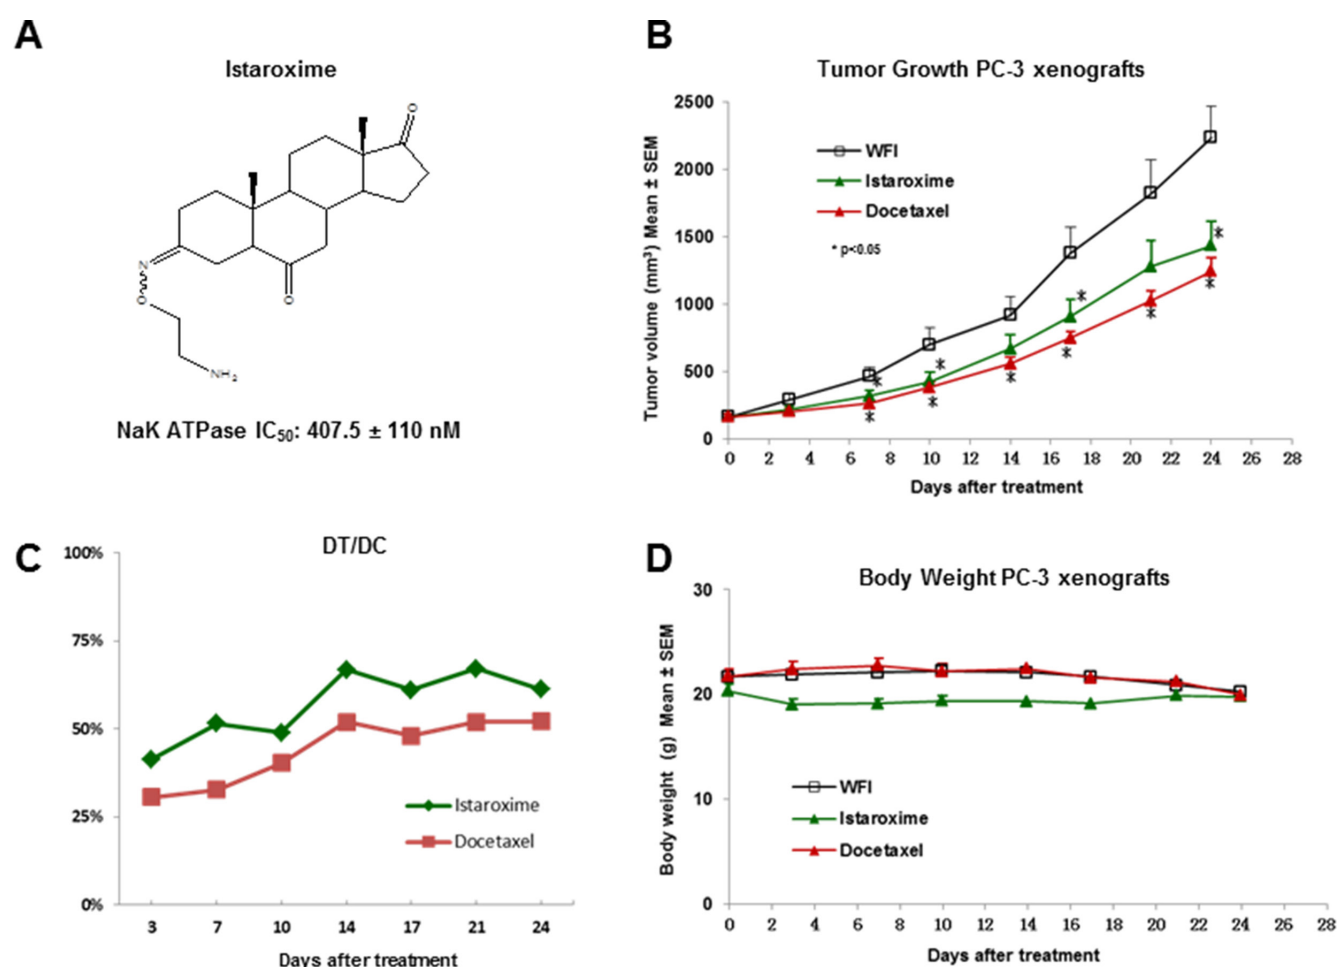 A
Istaroxime
O
N
O
O
NH2
NaK ATPase IC50: 407.5 ± 110 nM
B
Tumor Growth PC-3 xenografts
Tumor volume (mm³) Mean ± SEM
2500
2000
1500
1000
500
0
WFI
Istaroxime
Docetaxel
* p<0.05
*
*
*
*
*
*
*
*
*
*
0 2 4 6 8 10 12 14 16 18 20 22 24 26 28
Days after treatment
C
DT/DC
100%
75%
50%
25%
0%
Istaroxime
Docetaxel
3 7 10 14 17 21 24
Days after treatment
D
Body Weight PC-3 xenografts
Body weight (g) Mean ± SEM
30
20
10
0
WFI
Istaroxime
Docetaxel
0 2 4 6 8 10 12 14 16 18 20 22 24 26 28
Days after treatment